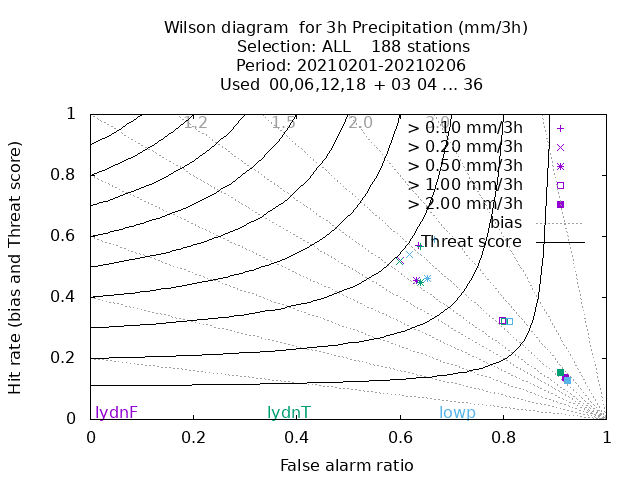 Wilson diagram  for 3h Precipitation (mm/3h)
Selection: ALL    188 stations
Period: 20210201-20210206
Used  00,06,12,18  + 03 04 ... 36
Hit rate (bias and Threat score)
1
0.8
0.6
0.4
0.2
0
1.2
1.5
2.0
> 0.10 mm/3h
> 0.20 mm/3h
> 0.50 mm/3h
> 1.00 mm/3h
> 2.00 mm/3h
bias
Threat score
lydnF
lydnT
lowp
0
0.2
0.4
0.6
0.8
1
False alarm ratio